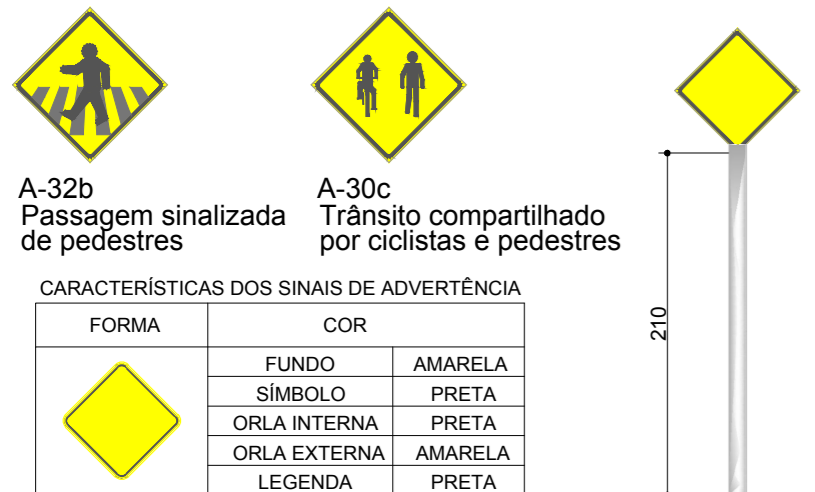 A-32b
Passagem sinalizada
de pedestres
A-30c
Trânsito compartilhado
por ciclistas e pedestres
CARACTERÍSTICAS DOS SINAIS DE ADVERTÊNCIA
FORMA COR
FUNDO AMARELA
SÍMBOLO PRETA
ORLA INTERNA PRETA
ORLA EXTERNA AMARELA
LEGENDA PRETA
210